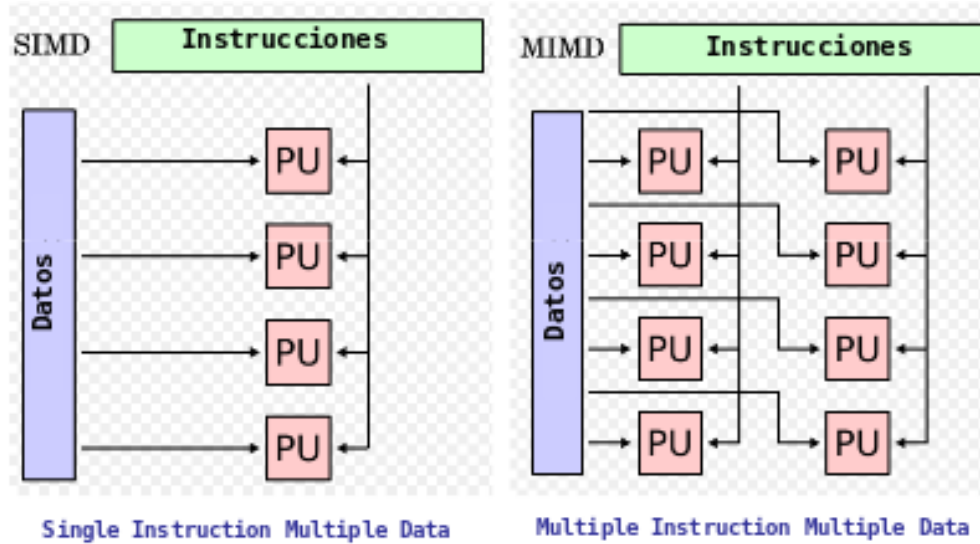 SIMD
Instrucciones
Datos
PU
PU
PU
PU
Single Instruction Multiple Data
MIMD
Instrucciones
Datos
PU
PU
PU
PU
PU
PU
PU
PU
Multiple Instruction Multiple Data